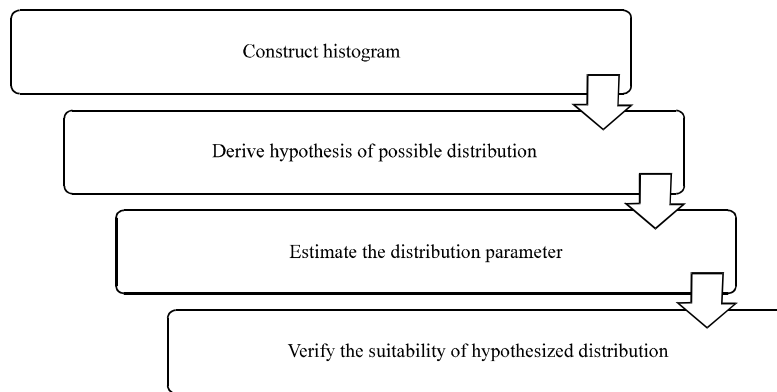 Construct histogram
Derive hypothesis of possible distribution
Estimate the distribution parameter
Verify the suitability of hypothesized distribution